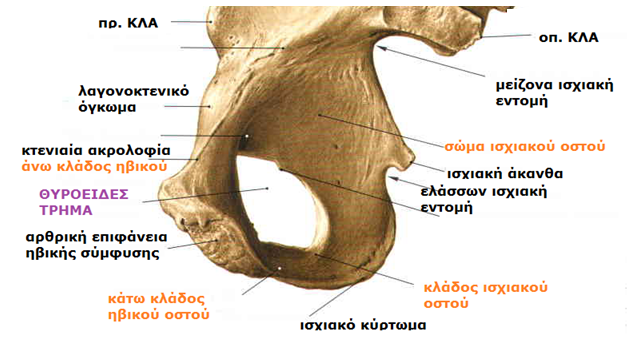 πρ. ΚΛΑ
οπ. ΚΛΑ
μείζονα ισχιακή
εντομή
λαγονοκτενικό
όγκωμα
κτενιαία ακρολοφία
άνω κλάδος ηβικού
σώμα ισχιακού οστού
ισχιακή άκανθα
ελάσσων ισχιακή
εντομή
ΘΥΡΟΕΙΔΕΣ
ΤΡΗΜΑ
αρθρική επιφάνεια
ηβικής σύμφυσης
κλάδος ισχιακού
οστού
κάτω κλάδος
ηβικού οστού
ισχιακό κύρτωμα